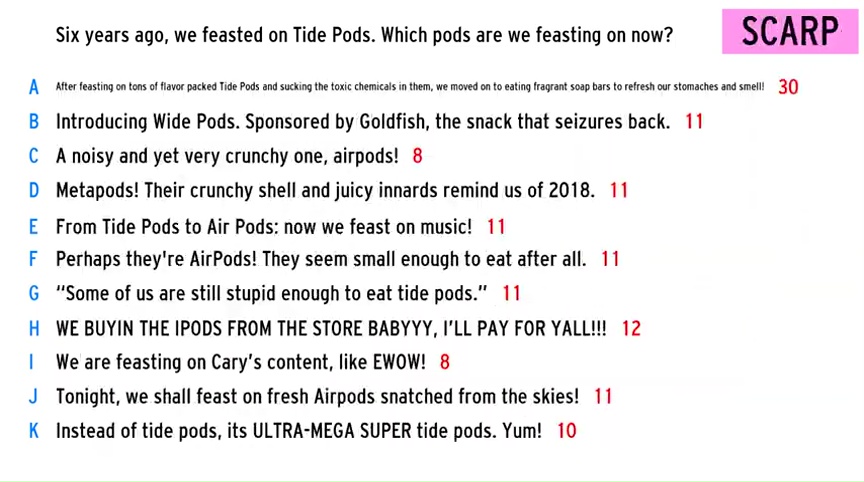 Six years ago, we feasted on Tide Pods. Which pods are we feasting on now?
SCARP
A After feasting on tons of flavor packed Tide Pods and sucking the toxic chemicals in them, we moved on to eating fragrant soap bars to refresh our stomaches and smell! 30
B Introducing Wide Pods. Sponsored by Goldfish, the snack that seizures back. 11
C A noisy and yet very crunchy one, airpods! 8
D Metapods! Their crunchy shell and juicy innards remind us of 2018. 11
E From Tide Pods to Air Pods: now we feast on music! 11
F Perhaps they're AirPods! They seem small enough to eat after all. 11
G “Some of us are still stupid enough to eat tide pods.” 11
H WE BUYIN THE IPODS FROM THE STORE BABYYY, I’LL PAY FOR YALL!!! 12
I We are feasting on Cary’s content, like EWOW! 8
J Tonight, we shall feast on fresh Airpods snatched from the skies! 11
K Instead of tide pods, its ULTRA-MEGA SUPER tide pods. Yum! 10